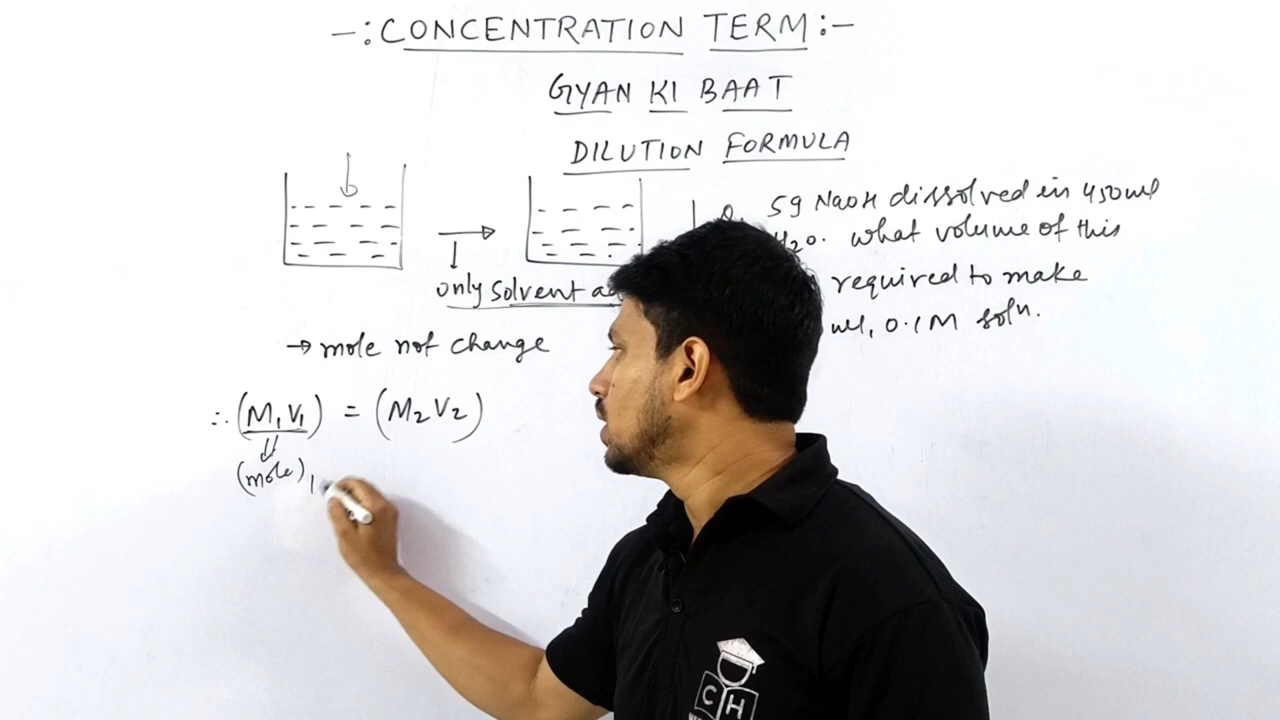 -: CONCENTRATION TERM :-
GYAN KI BAAT
DILUTION FORMULA
5g NaOH dissolved in 450ml
H2O. what volume of this
required to make
ml, 0.1M soln.
only solvent
→ mole not change
∴ (M1V1) = (M2V2)
(mole)1
CH